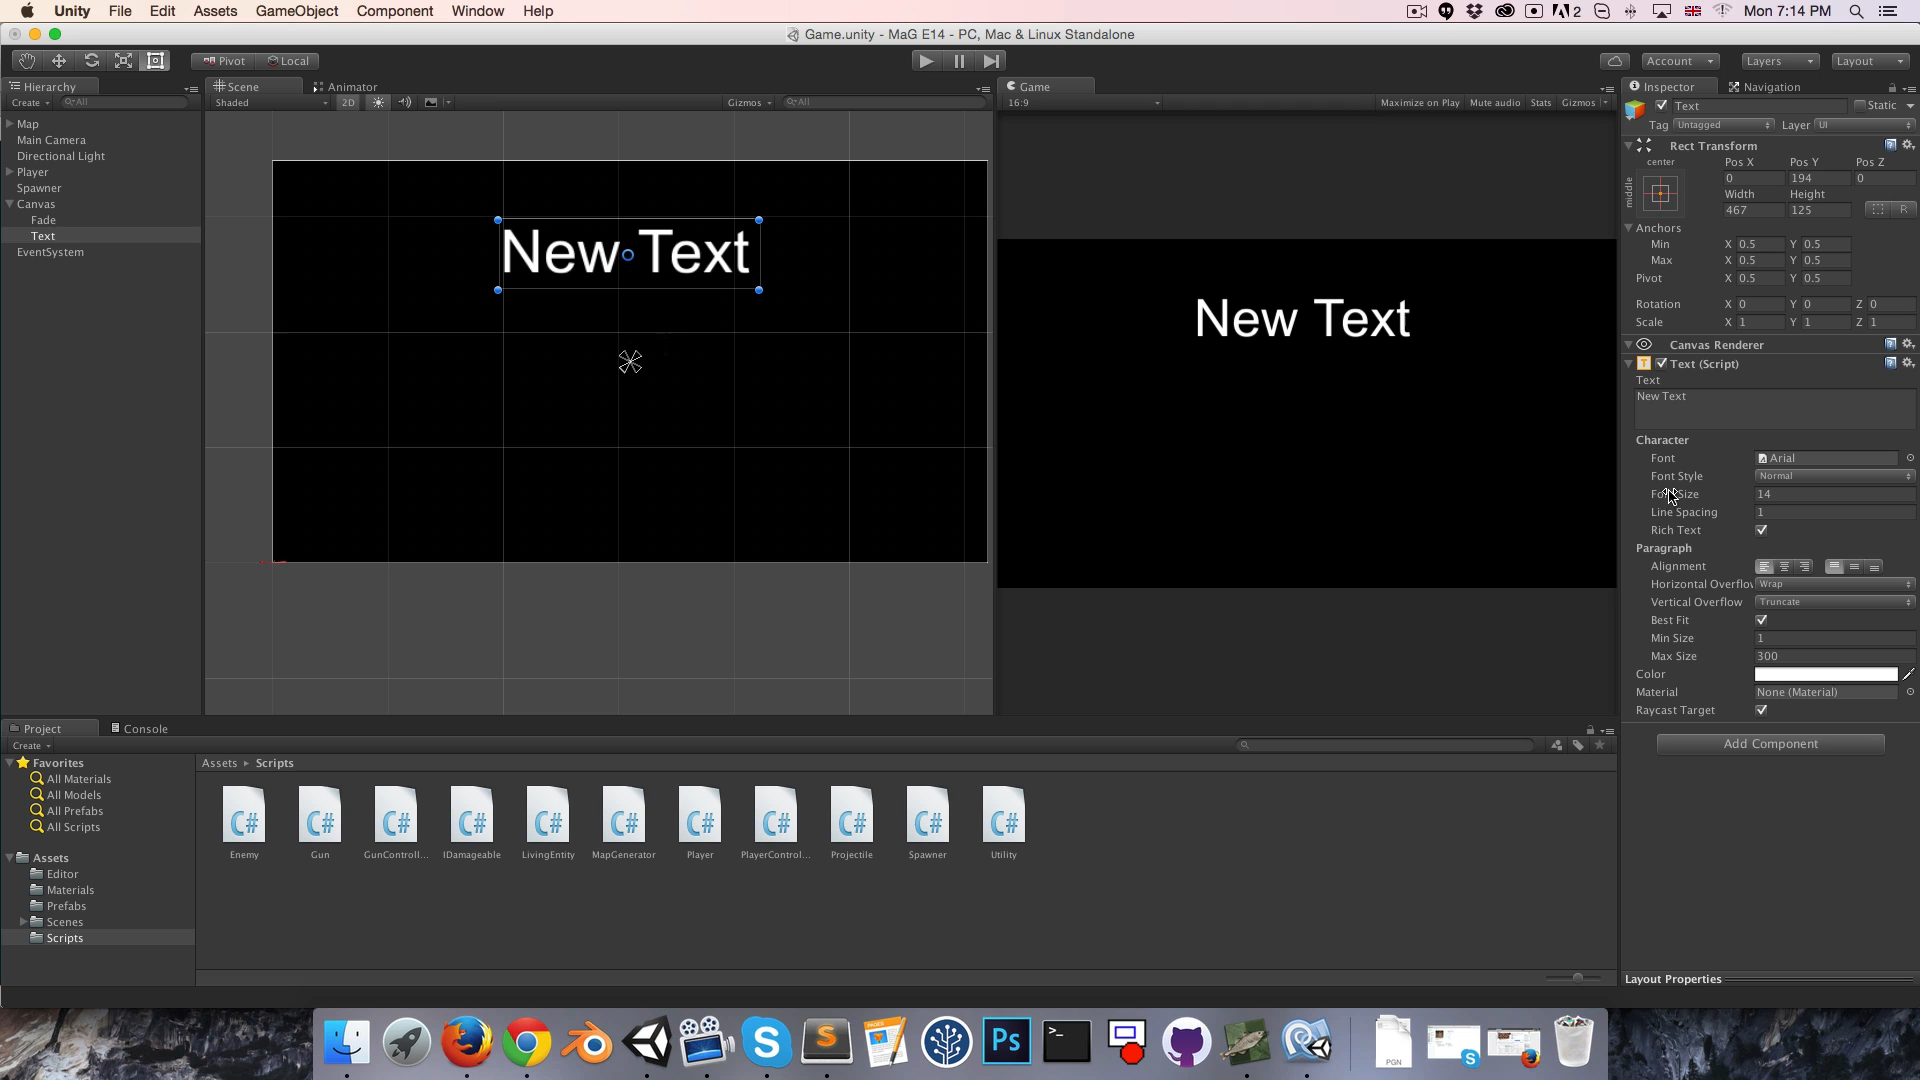 Unity File Edit Assets GameObject Component Window Help
2 Mon 7:14 PM
Game.unity - MaG E14 - PC, Mac & Linux Standalone
Pivot Local
Account Layers Layout
Hierarchy
Create All
Map
Main Camera
Directional Light
Player
Spawner
Canvas
Fade
Text
EventSystem
Scene Animator
Shaded 2D Gizmos All
New Text
Game
16:9 Maximize on Play Mute audio Stats Gizmos
New Text
Inspector Navigation
Text Static
Tag Untagged Layer UI
Rect Transform
center Pos X Pos Y Pos Z
middle 0 194 0
Width Height
467 125 R
Anchors
Min X 0.5 Y 0.5
Max X 0.5 Y 0.5
Pivot X 0.5 Y 0.5
Rotation X 0 Y 0 Z 0
Scale X 1 Y 1 Z 1
Canvas Renderer
T Text (Script)
Text
New Text
Character
Font Arial
Font Style Normal
Font Size 14
Line Spacing 1
Rich Text
Paragraph
Alignment
Horizontal Overflow Wrap
Vertical Overflow Truncate
Best Fit
Min Size 1
Max Size 300
Color
Material None (Material)
Raycast Target
Add Component
Layout Properties
Project Console
Create
Favorites
All Materials
All Models
All Prefabs
All Scripts
Assets
Editor
Materials
Prefabs
Scenes
Scripts
Assets Scripts
C# C# C# C# C# C# C# C# C# C# C#
Enemy Gun GunControll... IDamageable LivingEntity MapGenerator Player PlayerControl... Projectile Spawner Utility
S S Ps >_ PGN S